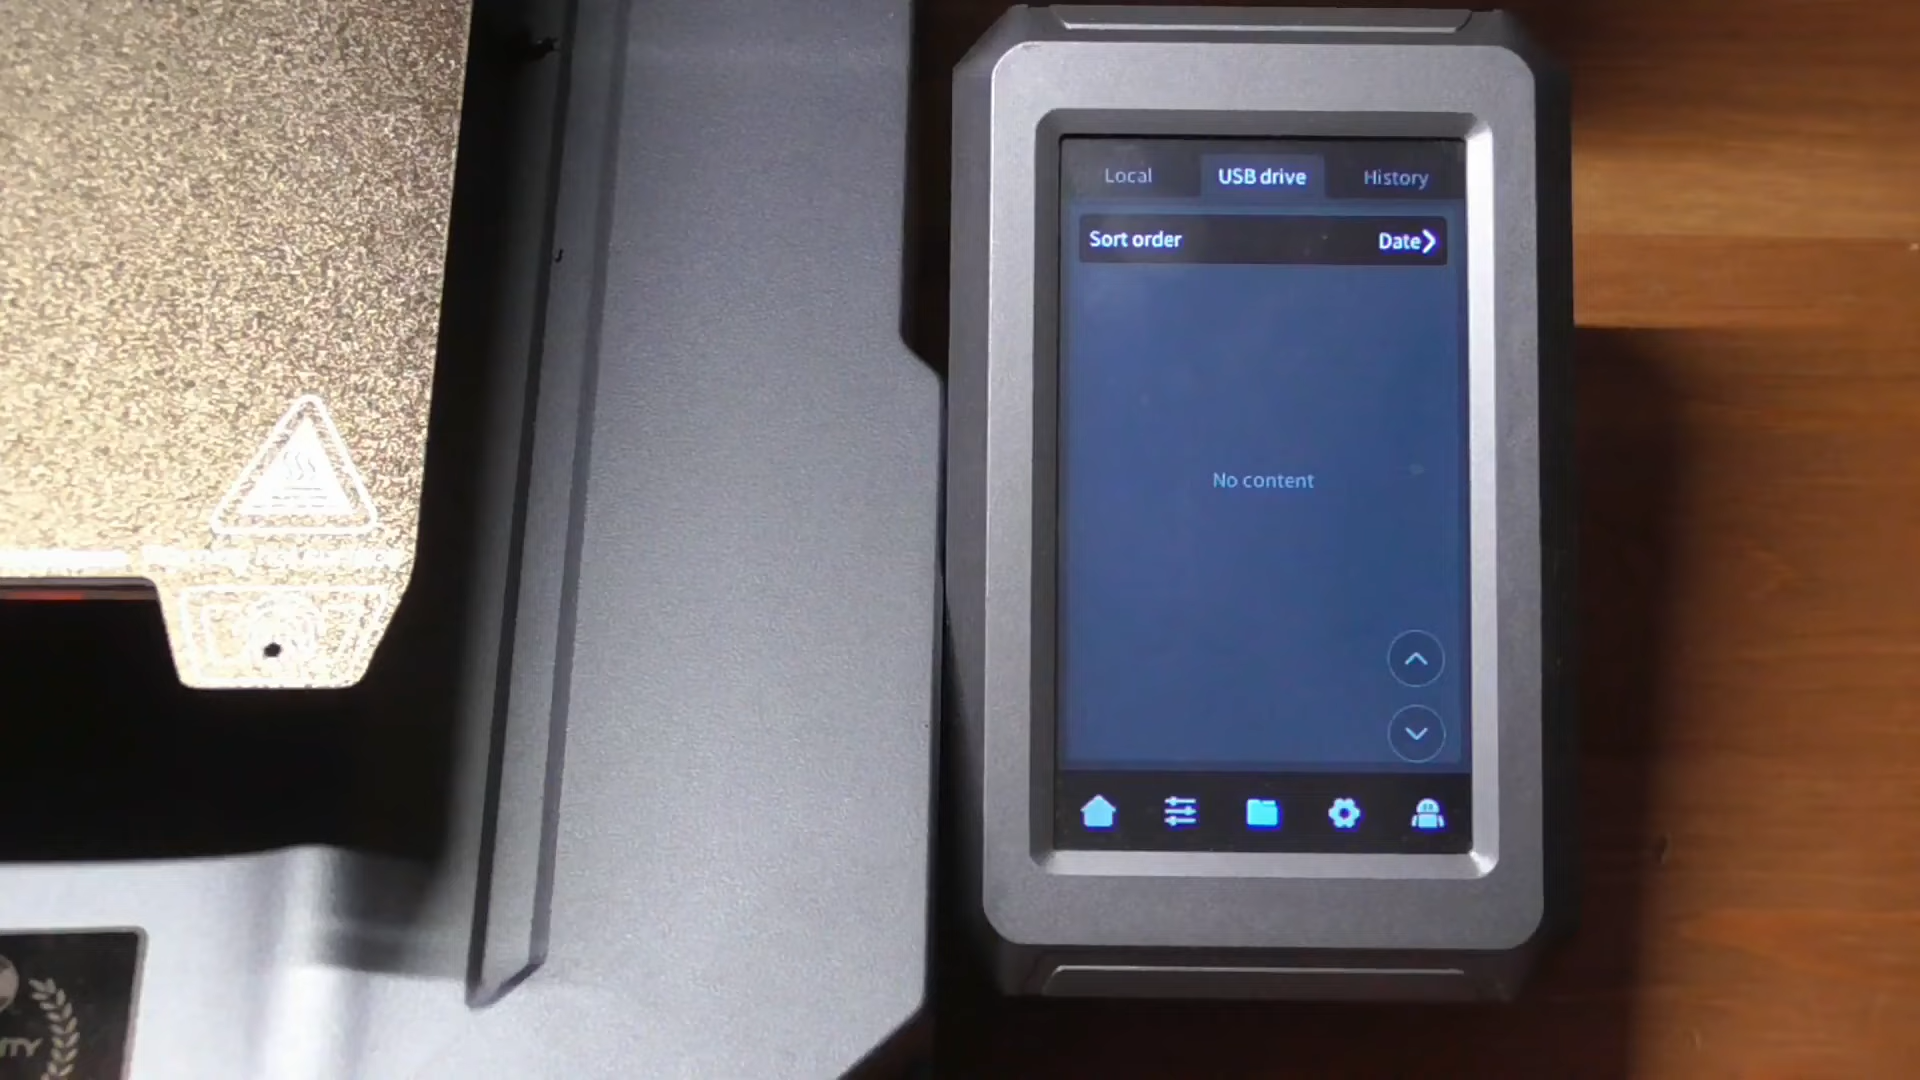 Local
USB drive
History
Sort order
Date
No content